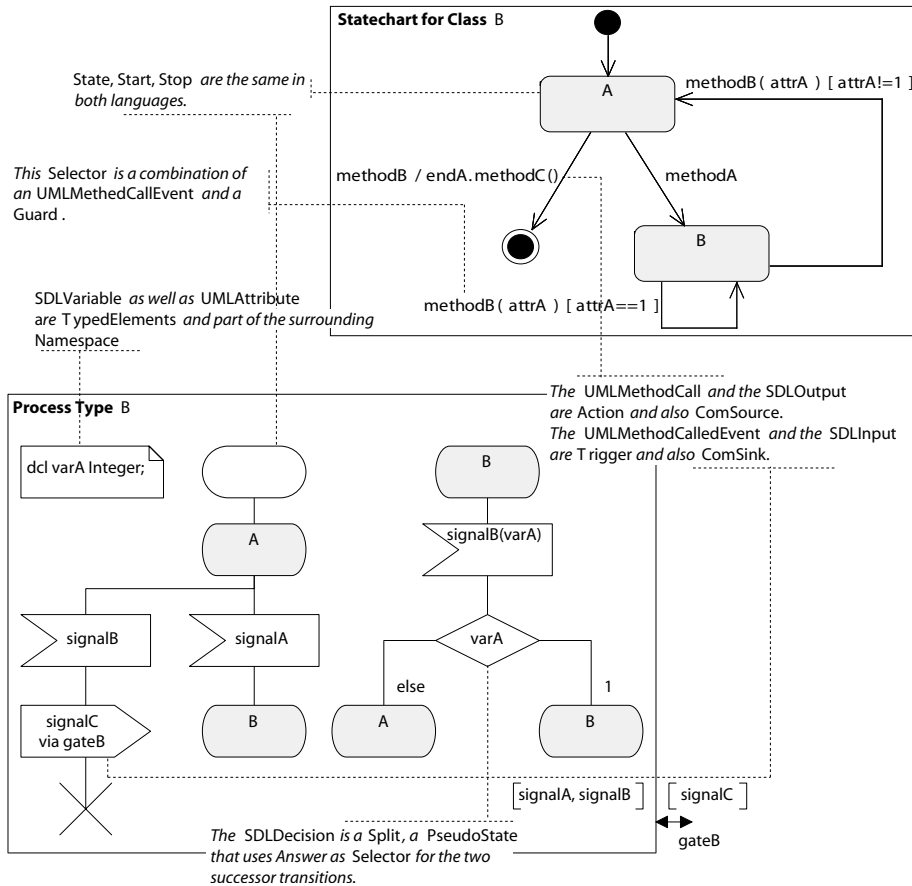 Statechart for Class B
State, Start, Stop are the same in
both languages.
A
methodB ( attrA ) [ attrA!=1 ]
This Selector is a combination of
an UMLMethedCallEvent and a
Guard .
methodB / endA.methodC()
methodA
B
SDLVariable as well as UMLAttribute
are TypedElements and part of the surrounding
Namespace
methodB ( attrA ) [ attrA==1 ]
The UMLMethodCall and the SDLOutput
are Action and also ComSource.
The UMLMethodCalledEvent and the SDLInput
are Trigger and also ComSink.
Process Type B
dcl varA Integer;
B
A
signalB(varA)
signalB
signalA
varA
else
1
signalC
via gateB
B
A
B
[signalA, signalB]
[signalC]
gateB
The SDLDecision is a Split, a PseudoState
that uses Answer as Selector for the two
successor transitions.